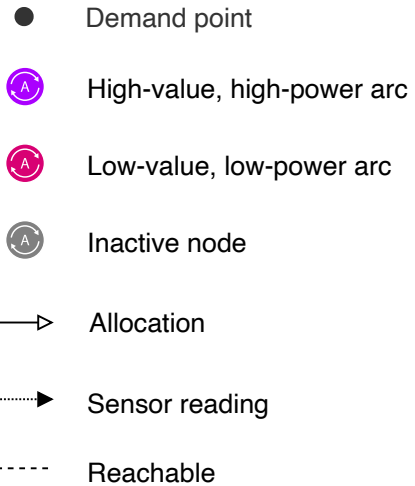 Demand point
A High-value, high-power arc
A Low-value, low-power arc
A Inactive node
Allocation
Sensor reading
Reachable